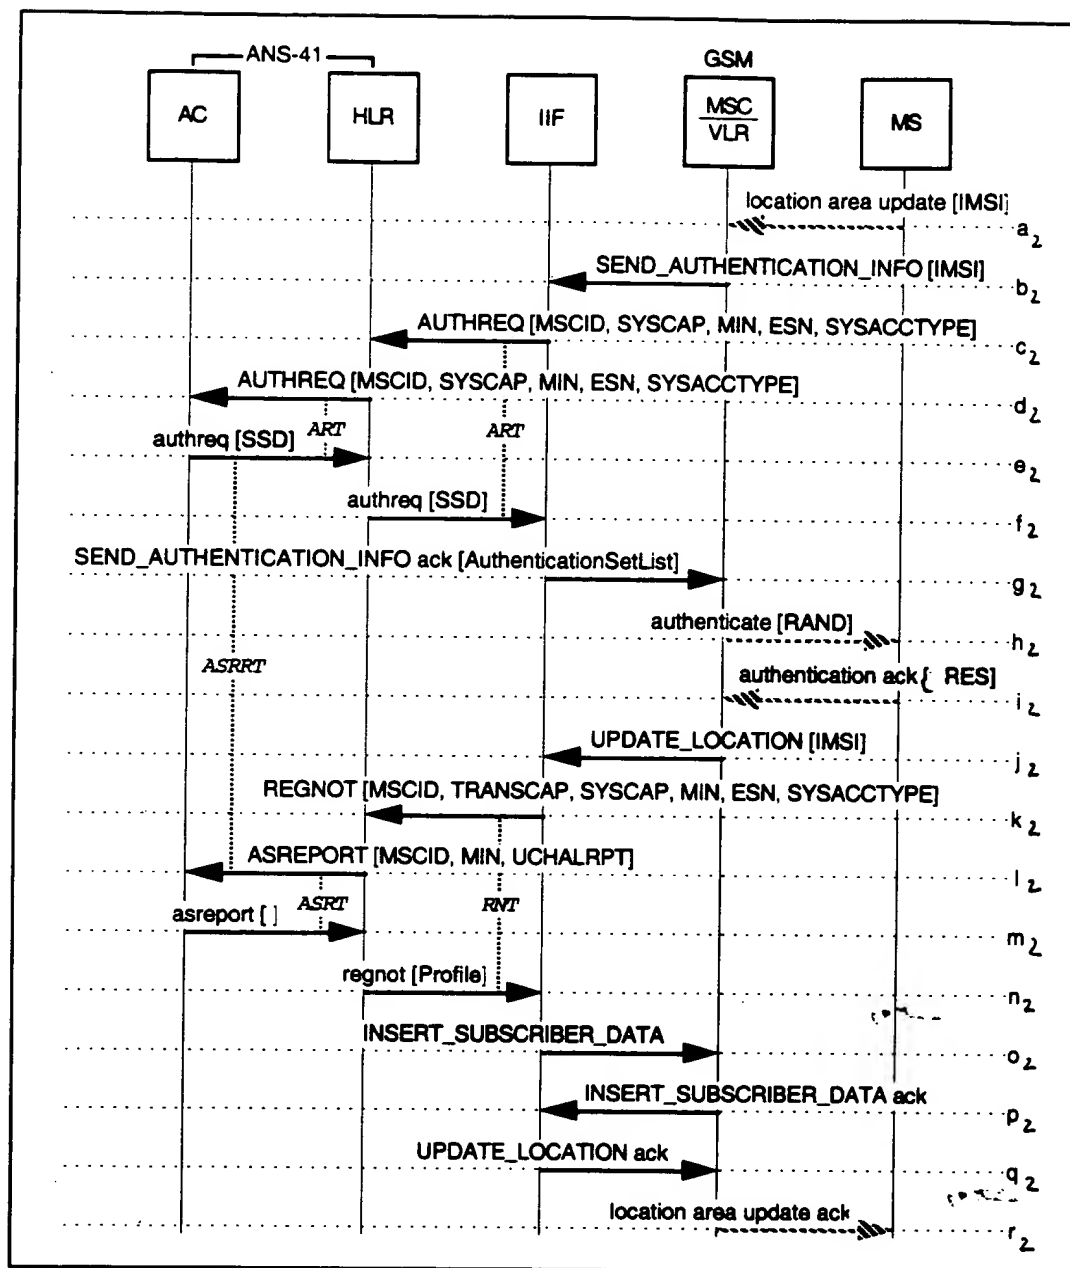 ANS-41
GSM
AC
HLR
IIF
MSC
VLR
MS
location area update [IMSI]
a2
SEND_AUTHENTICATION_INFO [IMSI]
b2
AUTHREQ [MSCID, SYSCAP, MIN, ESN, SYSACCTYPE]
c2
AUTHREQ [MSCID, SYSCAP, MIN, ESN, SYSACCTYPE]
d2
ART
ART
authreq [SSD]
e2
authreq [SSD]
f2
SEND_AUTHENTICATION_INFO ack [AuthenticationSetList]
g2
authenticate [RAND]
h2
ASRRT
authentication ack{ RES]
i2
UPDATE_LOCATION [IMSI]
j2
REGNOT [MSCID, TRANSCAP, SYSCAP, MIN, ESN, SYSACCTYPE]
k2
ASREPORT [MSCID, MIN, UCHALRPT]
l2
ASRT
RNT
asreport [ ]
m2
regnot [Profile]
n2
INSERT_SUBSCRIBER_DATA
o2
INSERT_SUBSCRIBER_DATA ack
p2
UPDATE_LOCATION ack
q2
location area update ack
r2